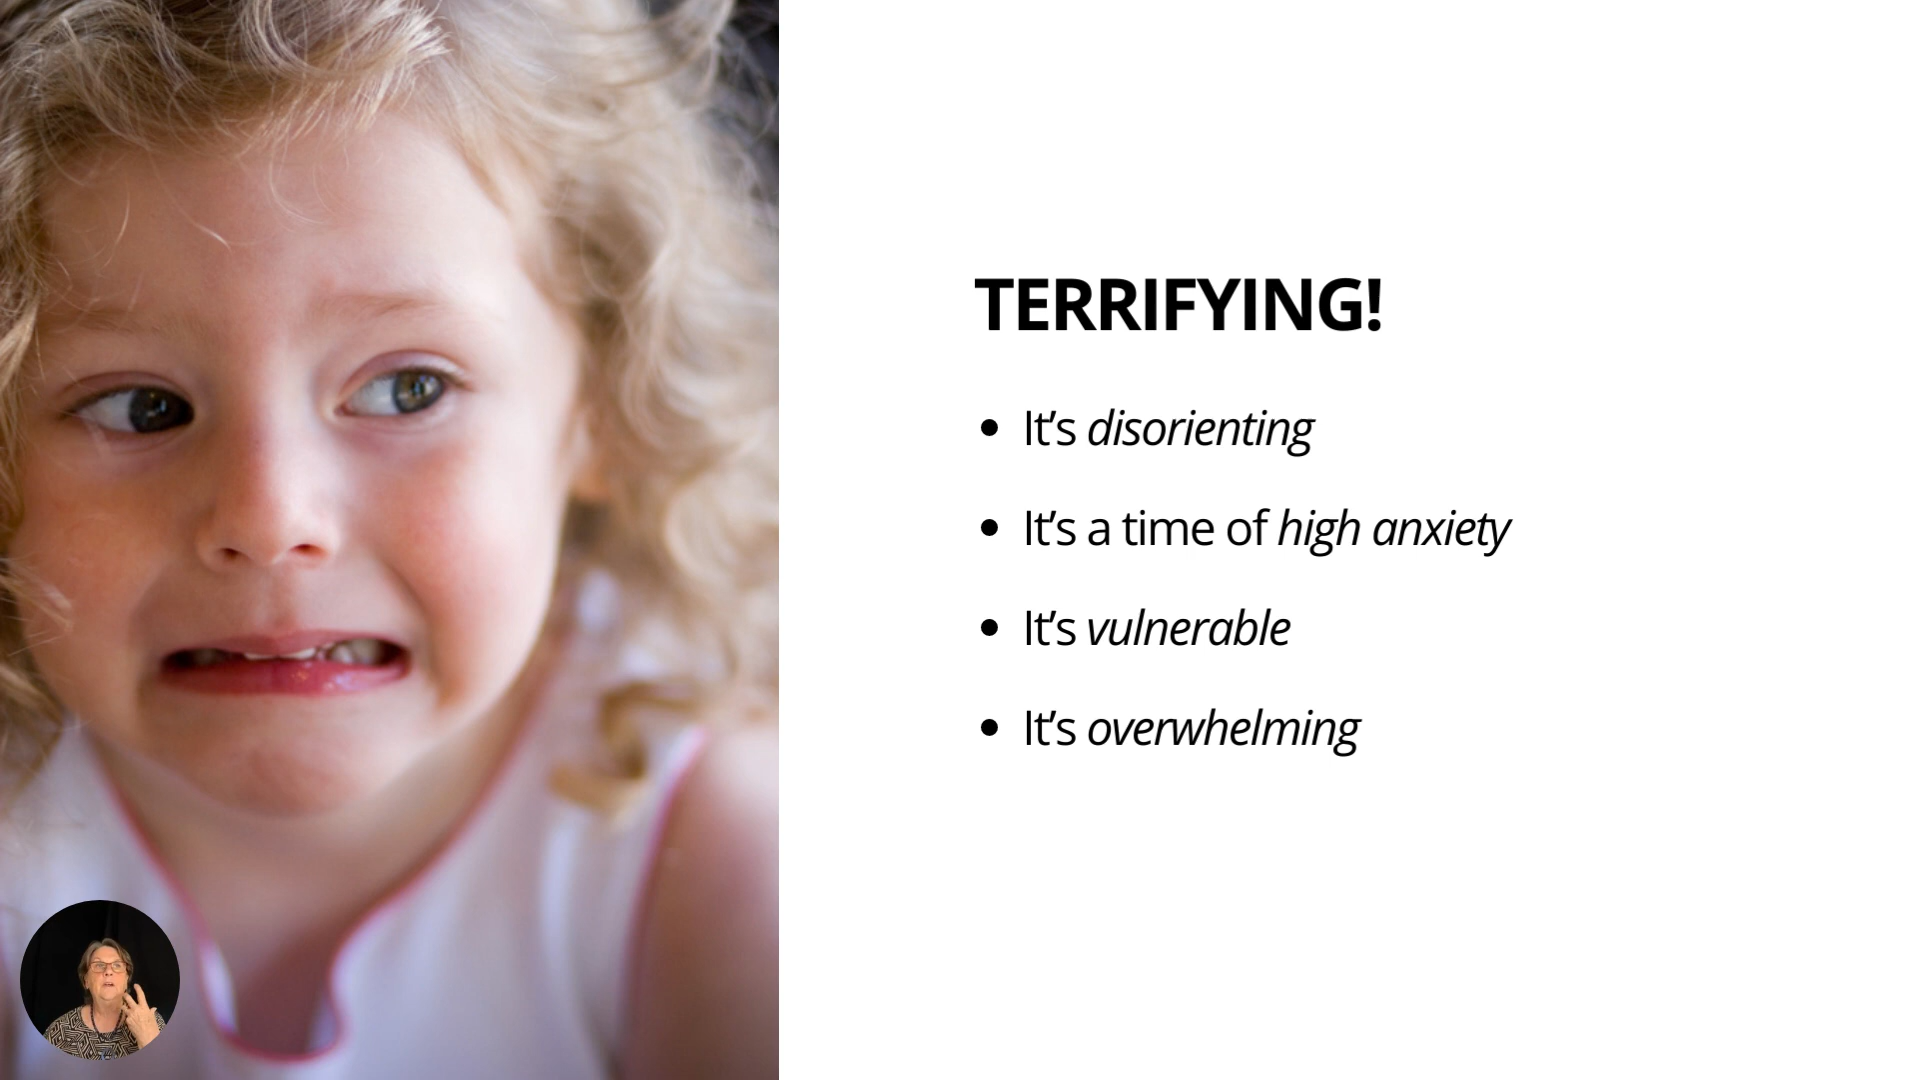 TERRIFYING!
It’s disorienting
It’s a time of high anxiety
It’s vulnerable
It’s overwhelming